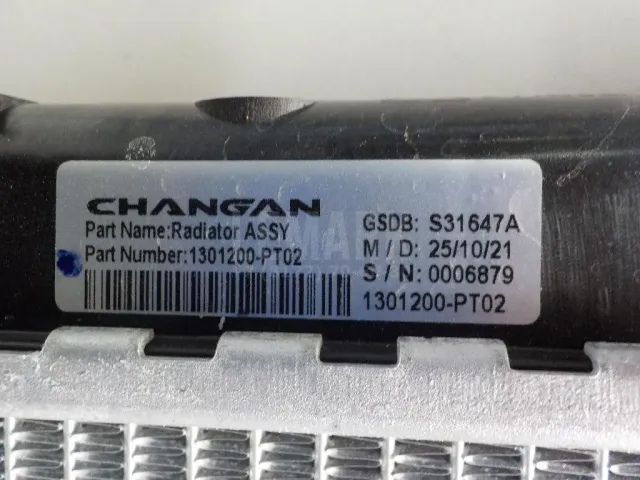 CHANGAN
Part Name:Radiator ASSY
Part Number:1301200-PT02
GSDB: S31647A
M / D: 25/10/21
S / N: 0006879
1301200-PT02